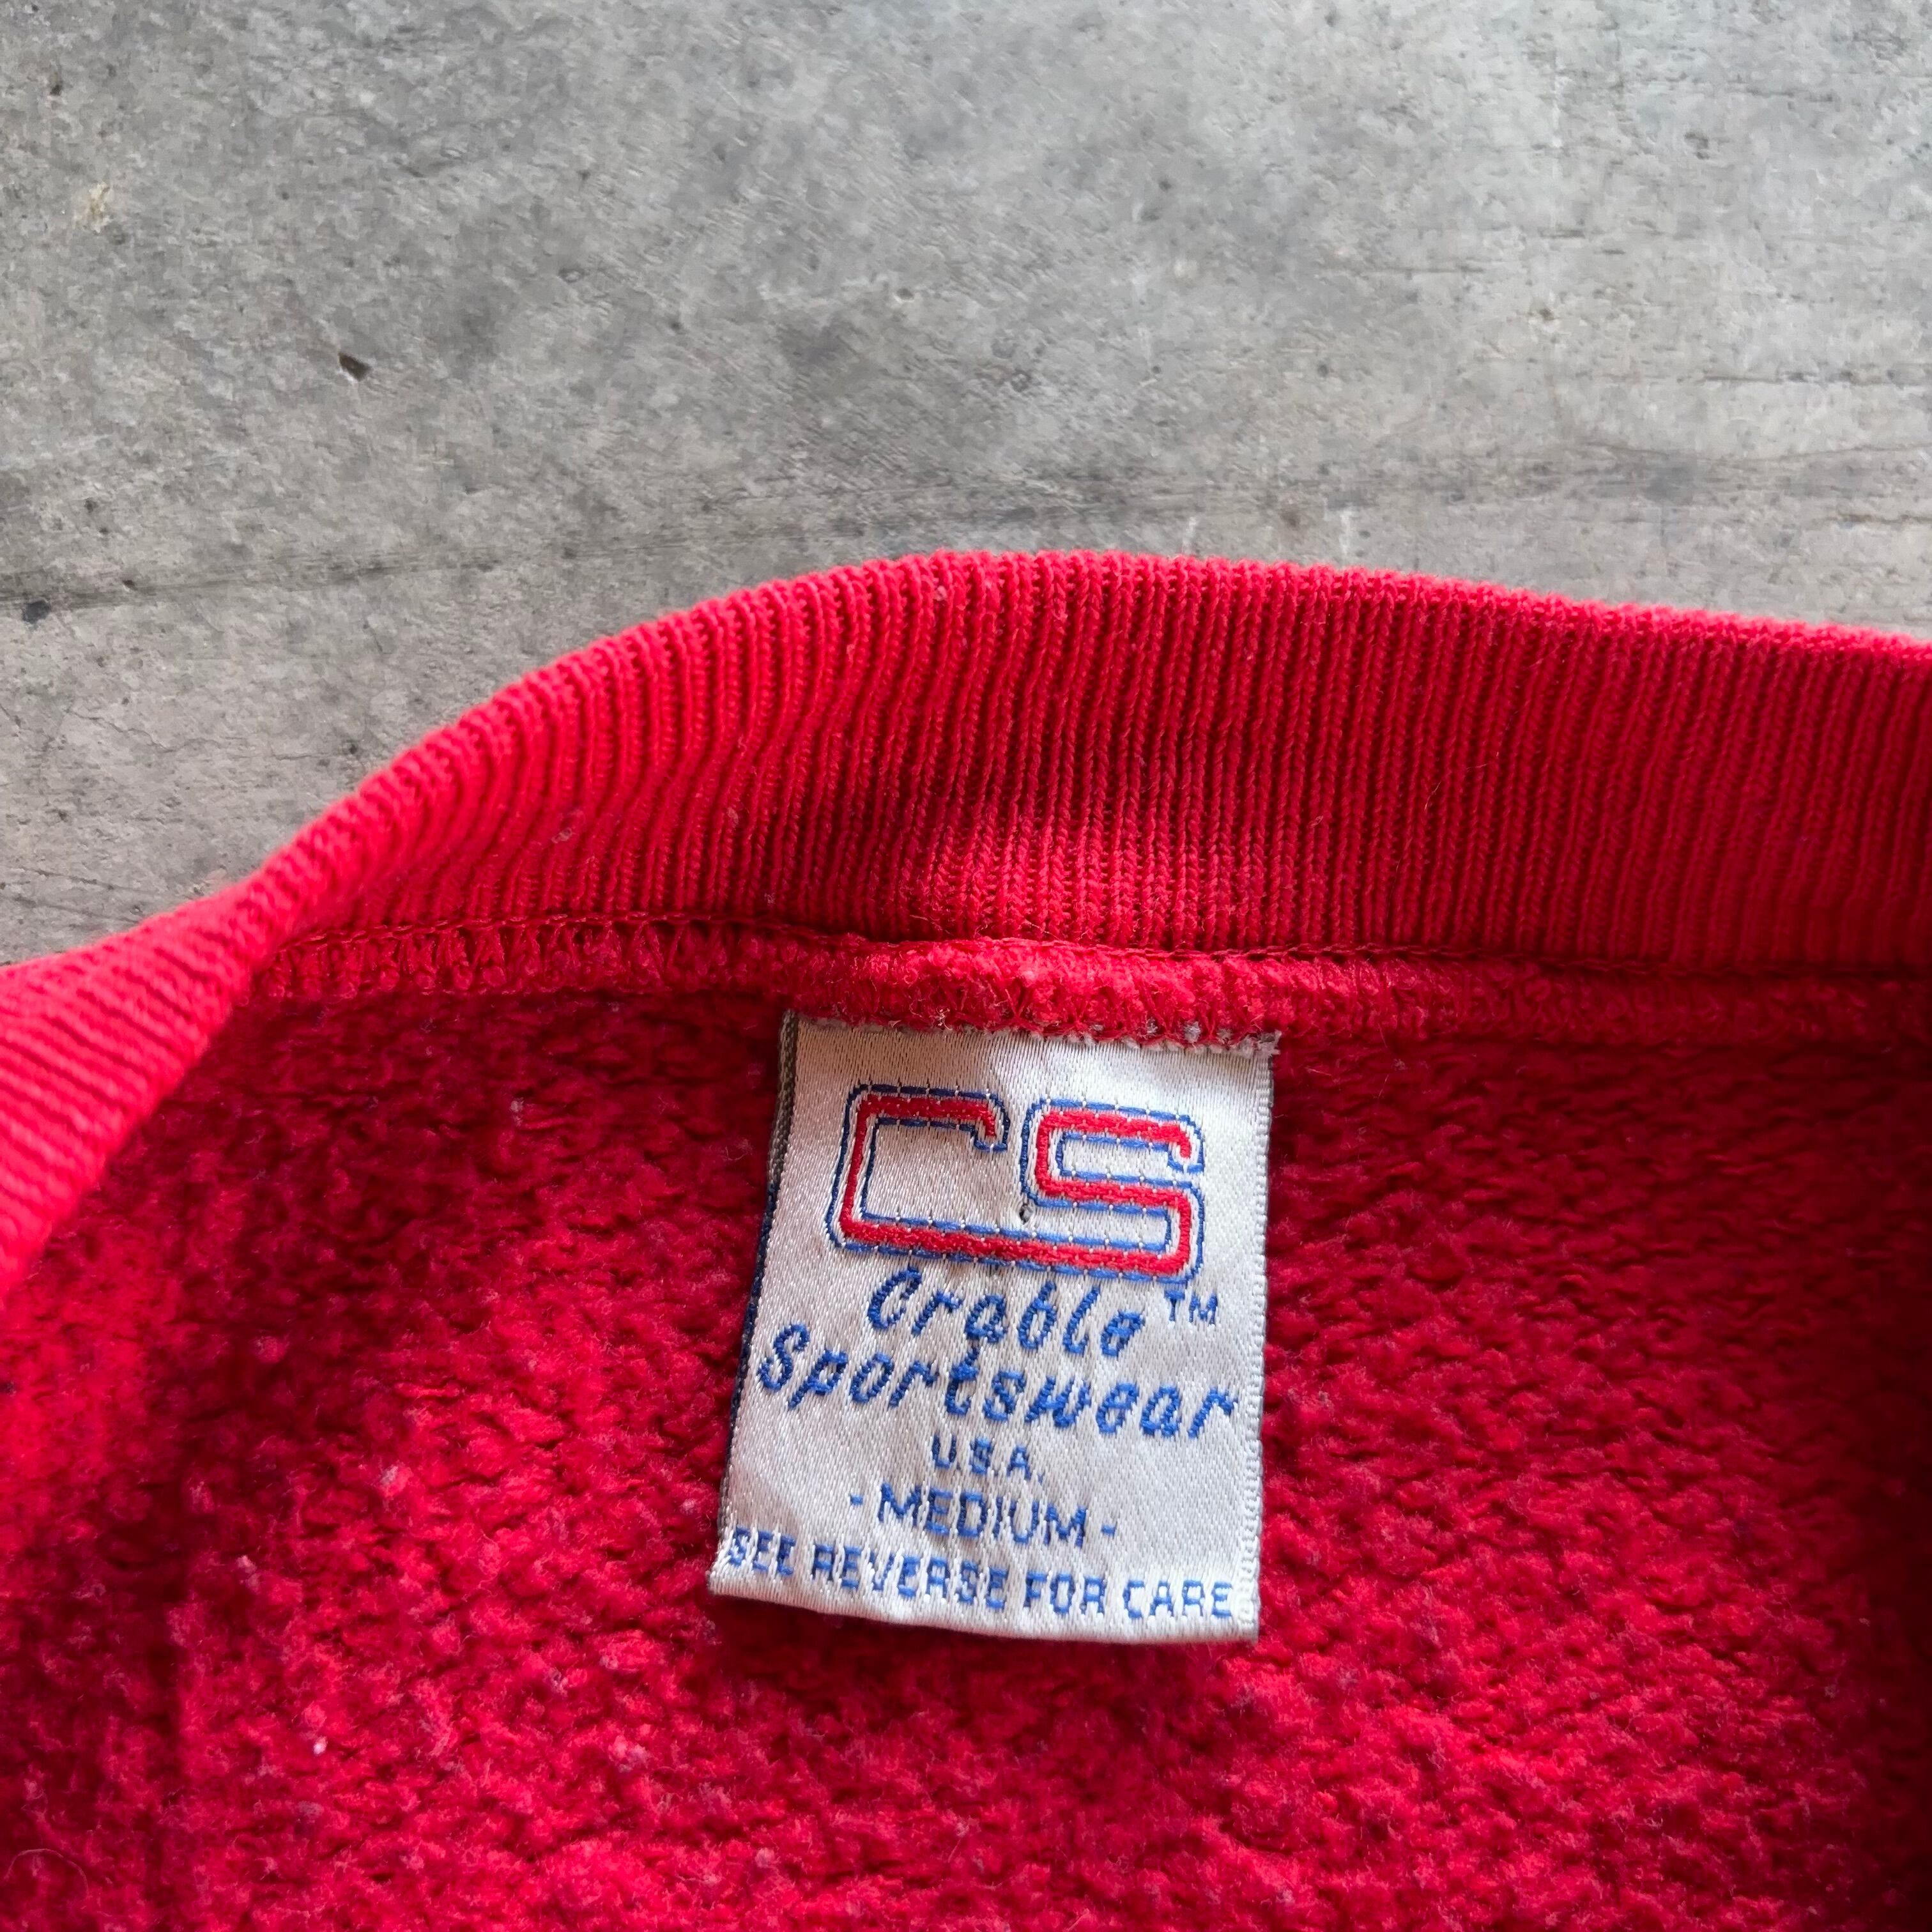 CS
Crable™
Sportswear
U.S.A.
- MEDIUM -
SEE REVERSE FOR CARE